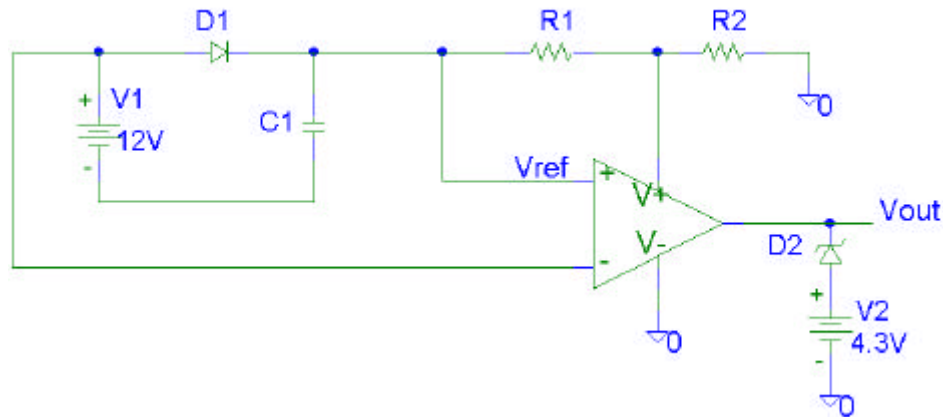 D1
R1
R2
+
V1
12V
-
C1
0
Vref
+
V+
V-
-
Vout
D2
+
V2
4.3V
-
0
0